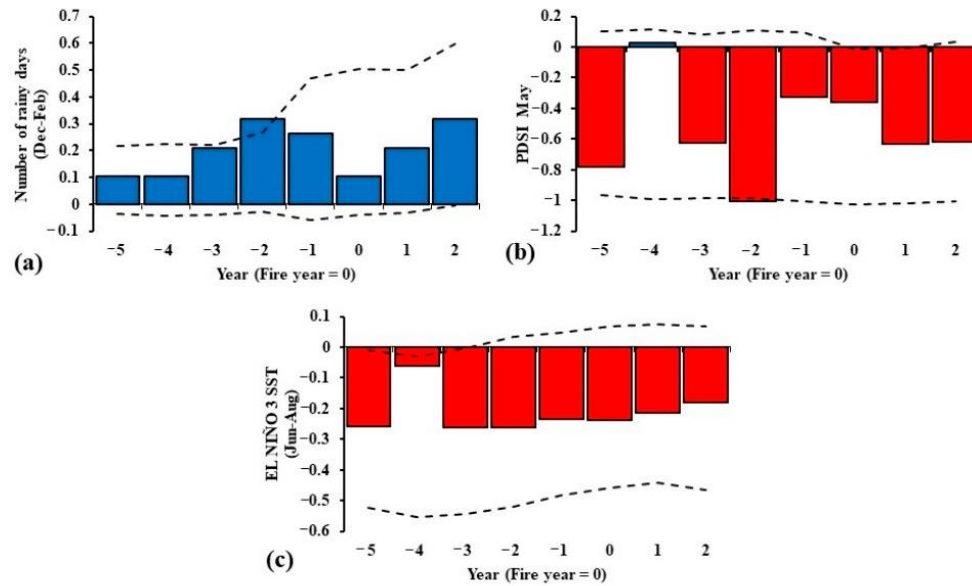 0.7
0.6
0.5
0.4
0.3
0.2
0.1
0
−0.1
Number of rainy days
(Dec-Feb)
−5 −4 −3 −2 −1 0 1 2
Year (Fire year = 0)
(a)
0.2
0
−0.2
−0.4
−0.6
−0.8
−1
−1.2
PDSI May
−5 −4 −3 −2 −1 0 1 2
Year (Fire year = 0)
(b)
0.1
0
−0.1
−0.2
−0.3
−0.4
−0.5
−0.6
EL NIÑO 3 SST
(Jun-Aug)
−5 −4 −3 −2 −1 0 1 2
Year (Fire year = 0)
(c)